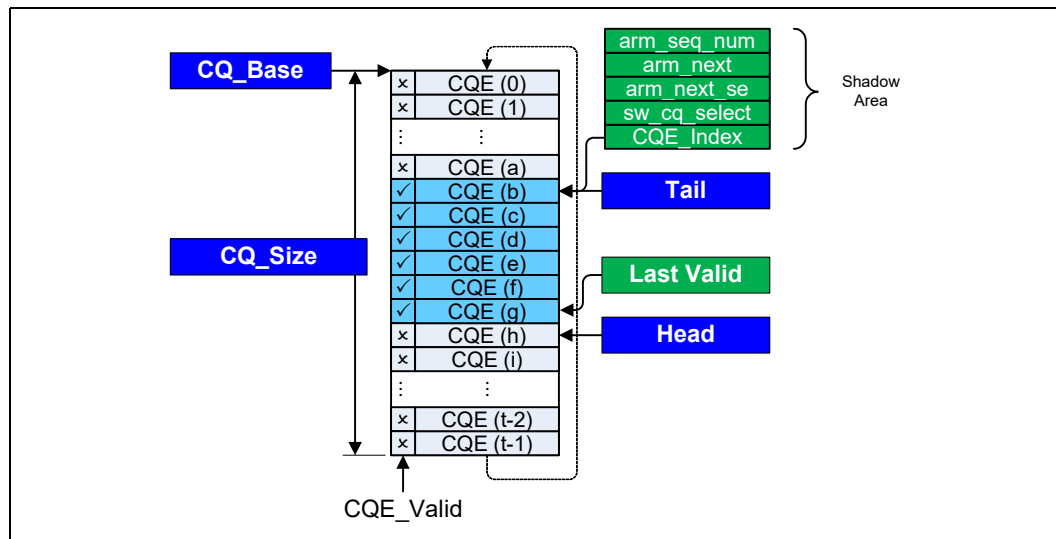 arm_seq_num
arm_next
arm_next_se
sw_cq_select
CQE_Index
Shadow
Area
CQ_Base
CQ_Size
x CQE (0)
x CQE (1)
⋮ ⋮
x CQE (a)
✓ CQE (b)
✓ CQE (c)
✓ CQE (d)
✓ CQE (e)
✓ CQE (f)
✓ CQE (g)
x CQE (h)
x CQE (i)
⋮ ⋮
x CQE (t-2)
x CQE (t-1)
Tail
Last Valid
Head
CQE_Valid